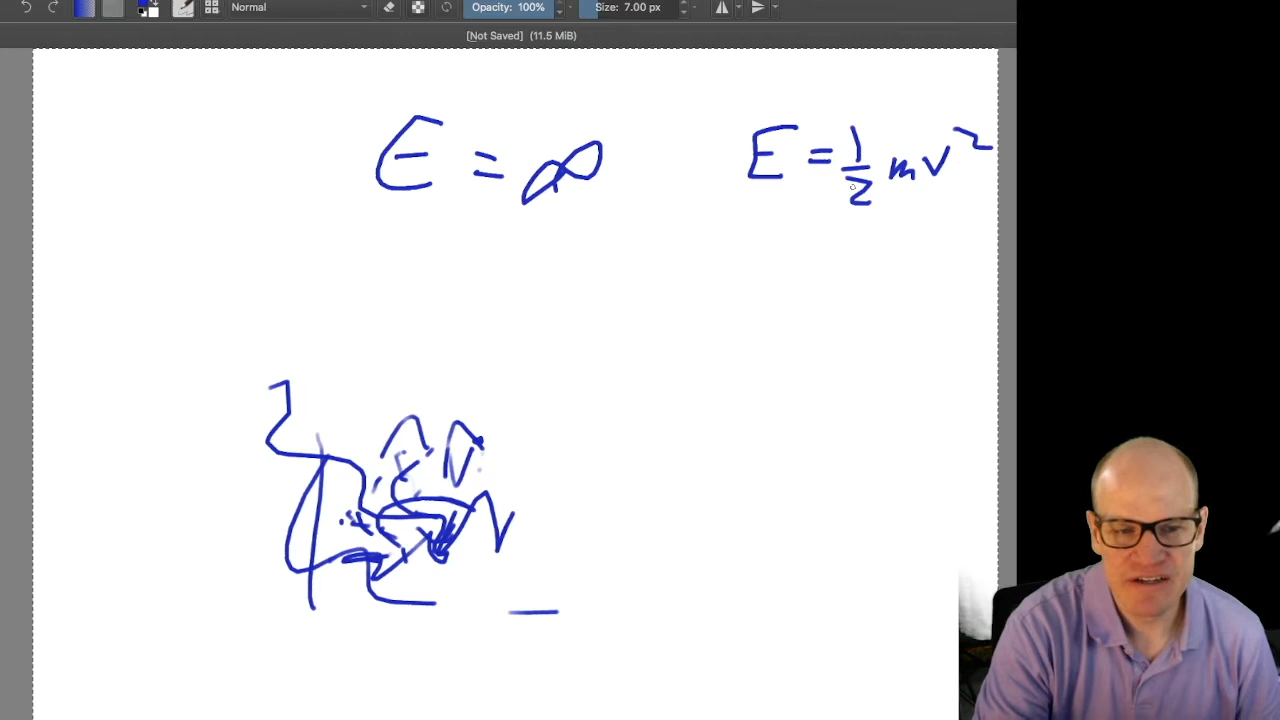 Normal Opacity: 100% Size: 7.00 px
[Not Saved] (11.5 MiB)
E = ∞ E = 1/2 mv²